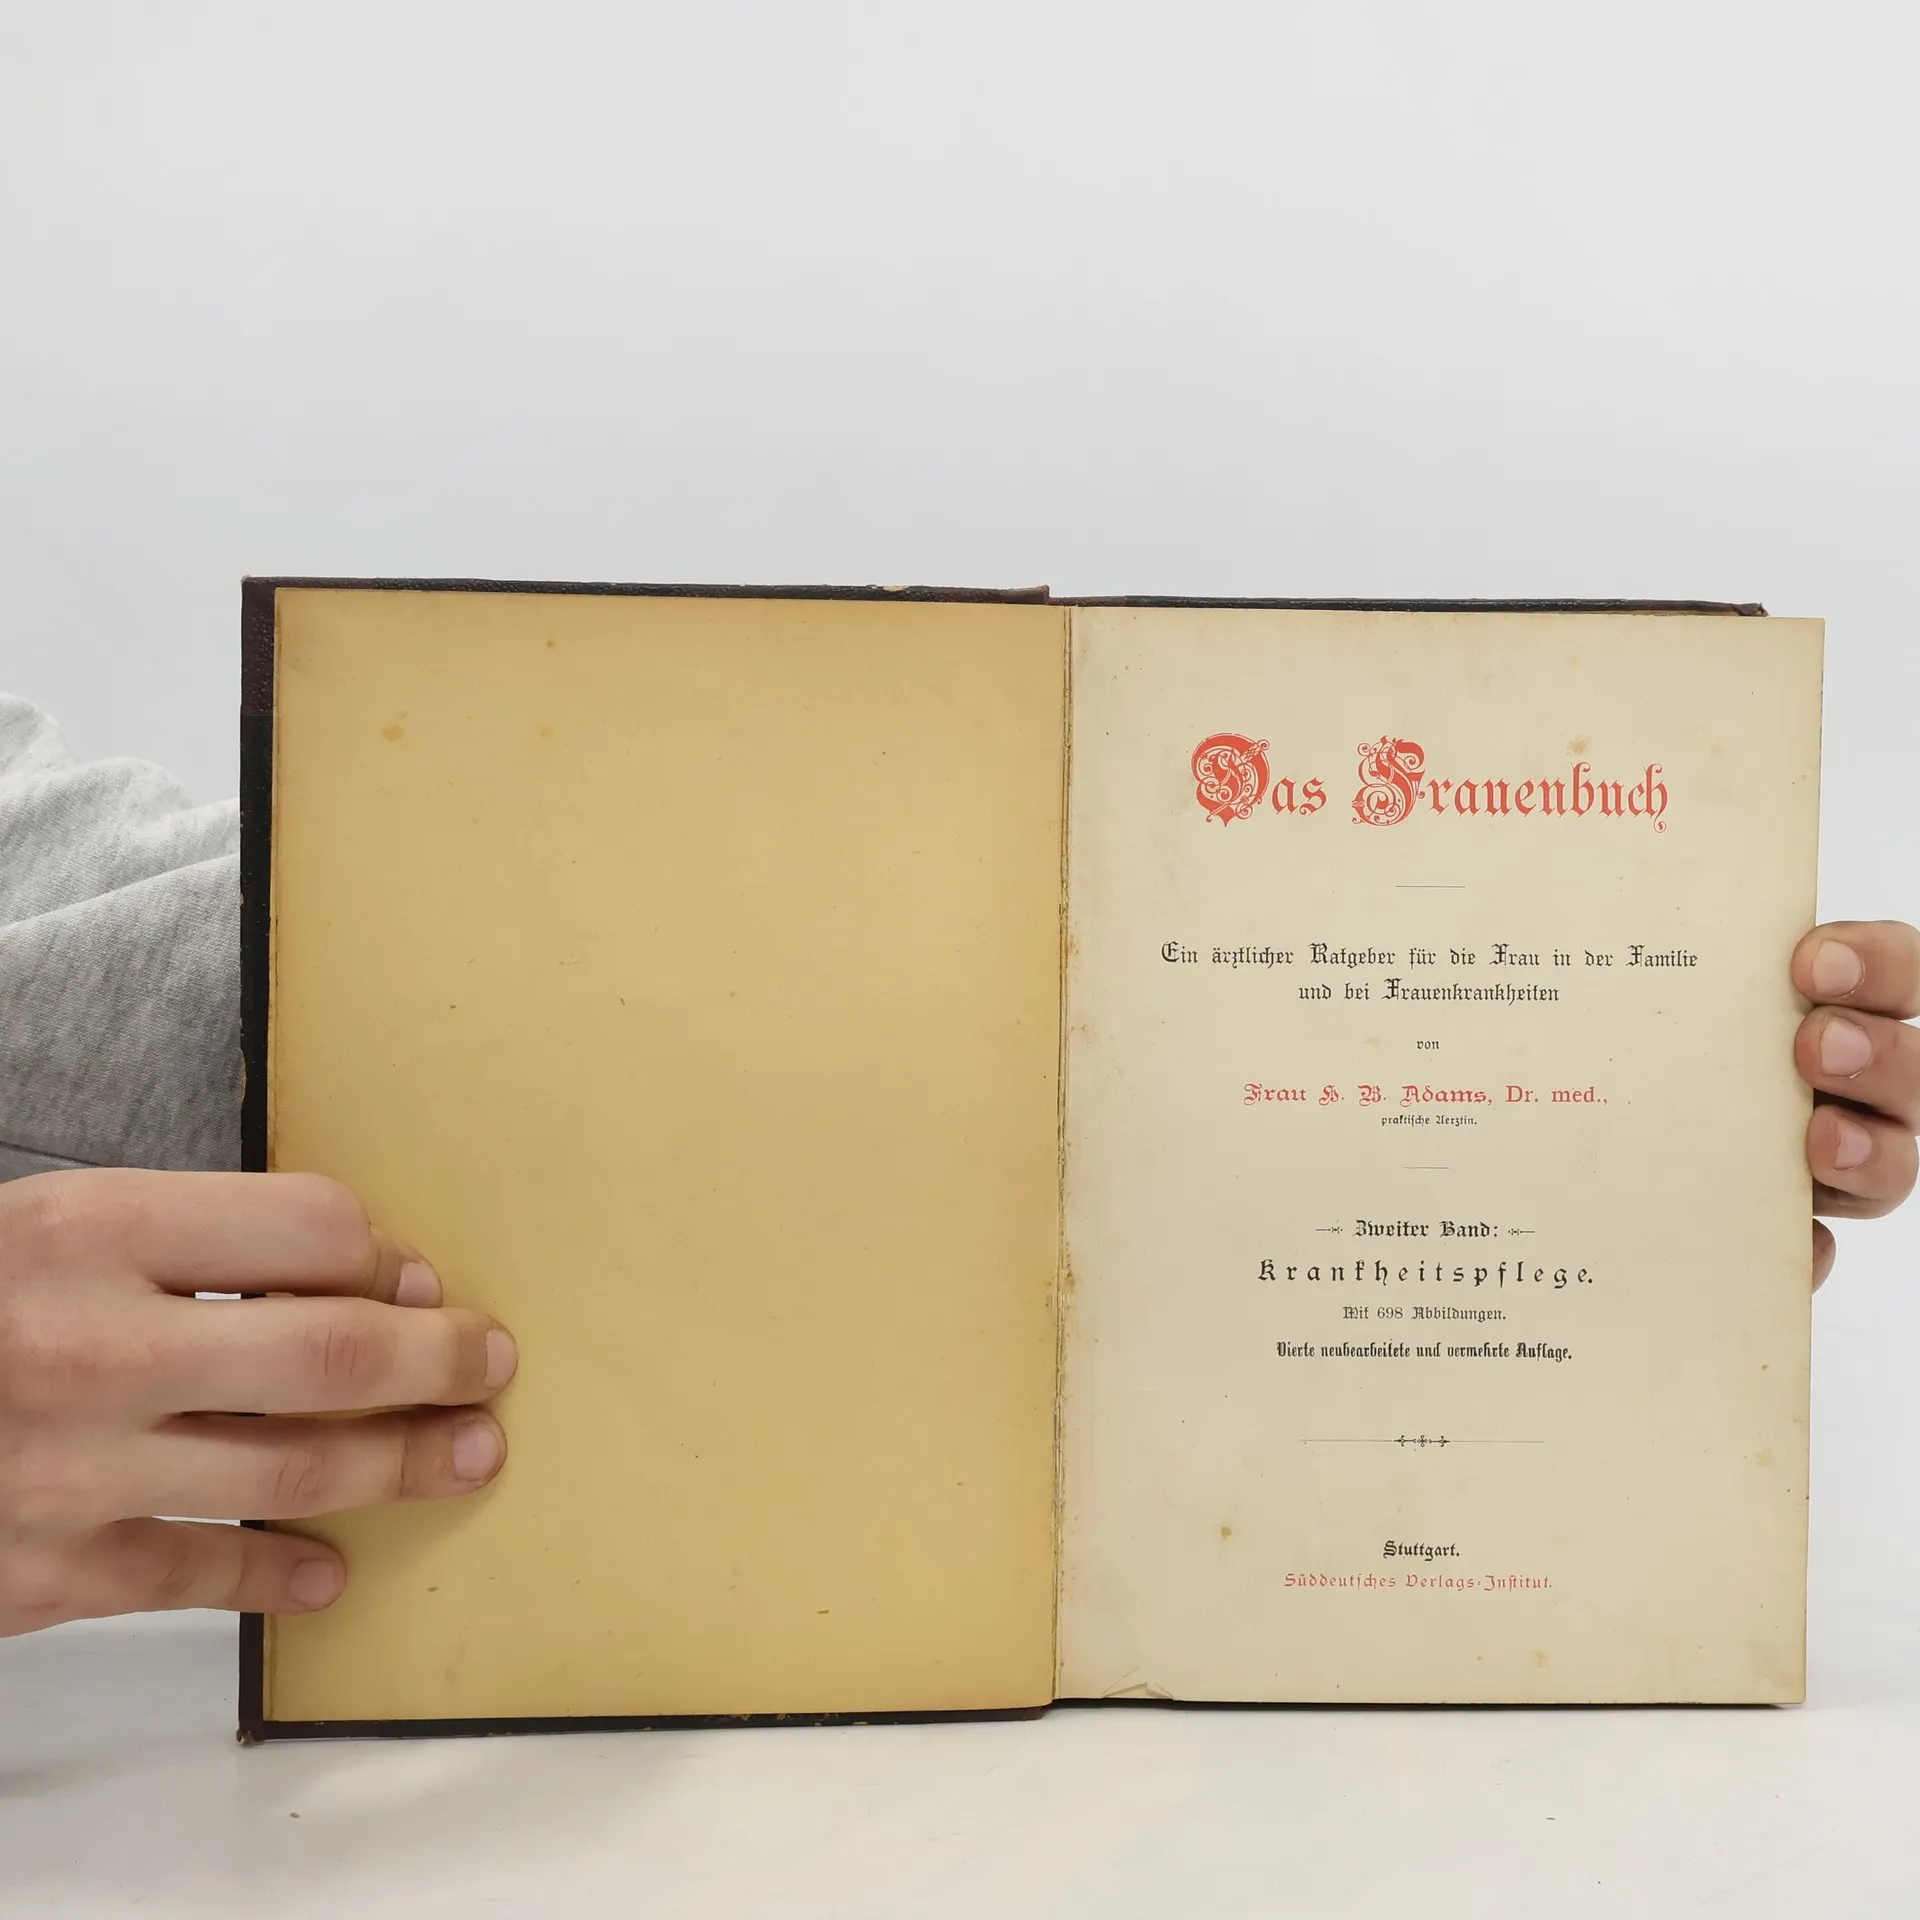 Das Frauenbuch
Ein ärztlicher Ratgeber für die Frau in der Familie
und bei Frauenkrankheiten
von
Frau H. B. Adams, Dr. med.,
praktische Aerztin.
Zweiter Band:
Krankheitspflege.
Mit 698 Abbildungen.
Vierte neubearbeitete und vermehrte Auflage.
Stuttgart.
Süddeutsches Verlags-Institut.